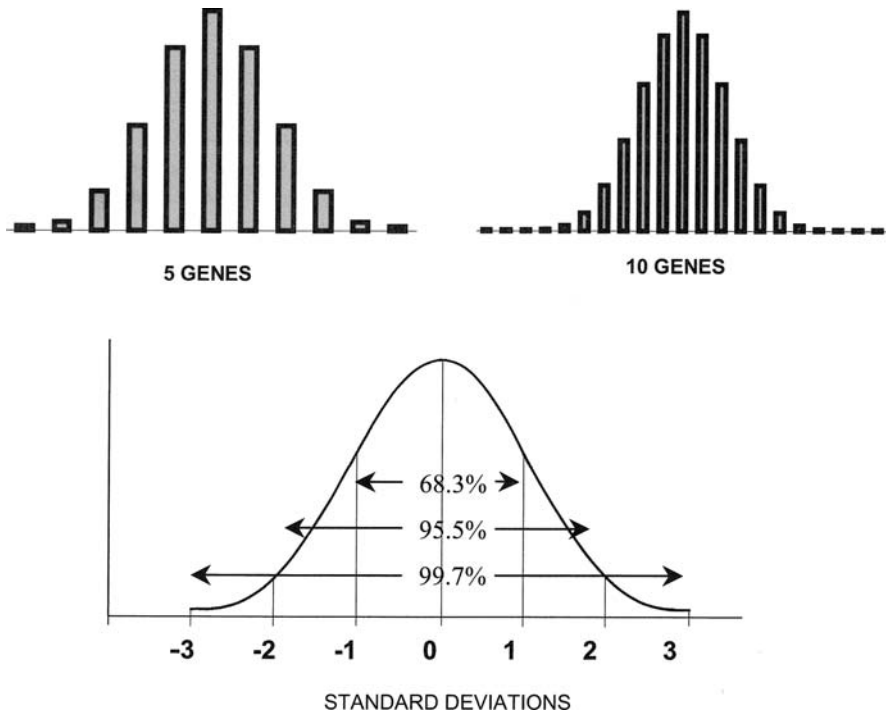 5 GENES
10 GENES
68.3%
95.5%
99.7%
-3 -2 -1 0 1 2 3
STANDARD DEVIATIONS